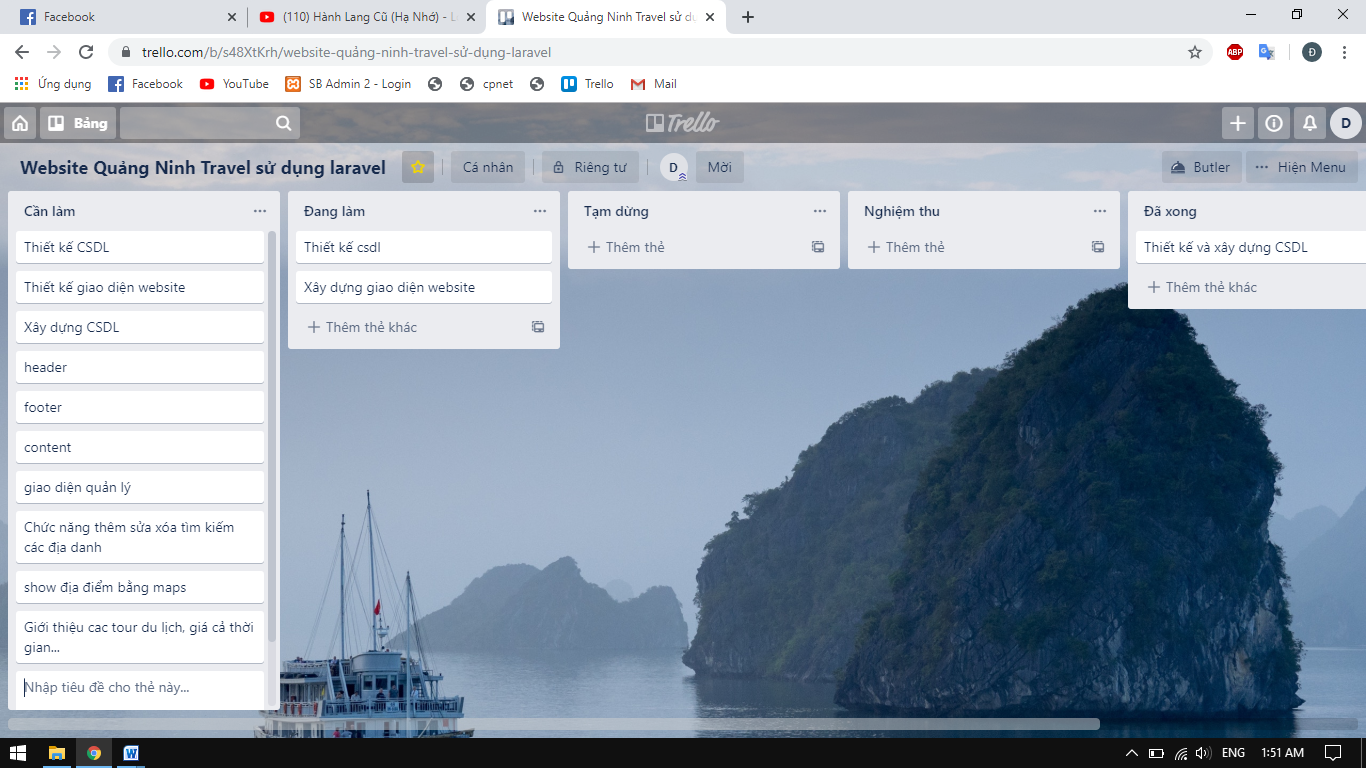 Facebook
(110) Hành Lang Cũ (Hạ Nhớ) - L
Website Quảng Ninh Travel sử dụ
trello.com/b/s48XtKrh/website-quảng-ninh-travel-sử-dụng-laravel
ABP
Đ
Ứng dụng
Facebook
YouTube
SB Admin 2 - Login
cpnet
Trello
Mail
Bảng
Trello
D
Website Quảng Ninh Travel sử dụng laravel
Cá nhân
Riêng tư
D
Mời
Butler
Hiện Menu
Cần làm
Thiết kế CSDL
Thiết kế giao diện website
Xây dựng CSDL
header
footer
content
giao diện quản lý
Chức năng thêm sửa xóa tìm kiếm
các địa danh
show địa điểm bằng maps
Giới thiệu cac tour du lịch, giá cả thời
gian...
Nhập tiêu đề cho thẻ này...
Đang làm
Thiết kế csdl
Xây dựng giao diện website
Thêm thẻ khác
Tạm dừng
Thêm thẻ
Nghiệm thu
Thêm thẻ
Đã xong
Thiết kế và xây dựng CSDL
Thêm thẻ khác
ENG
1:51 AM